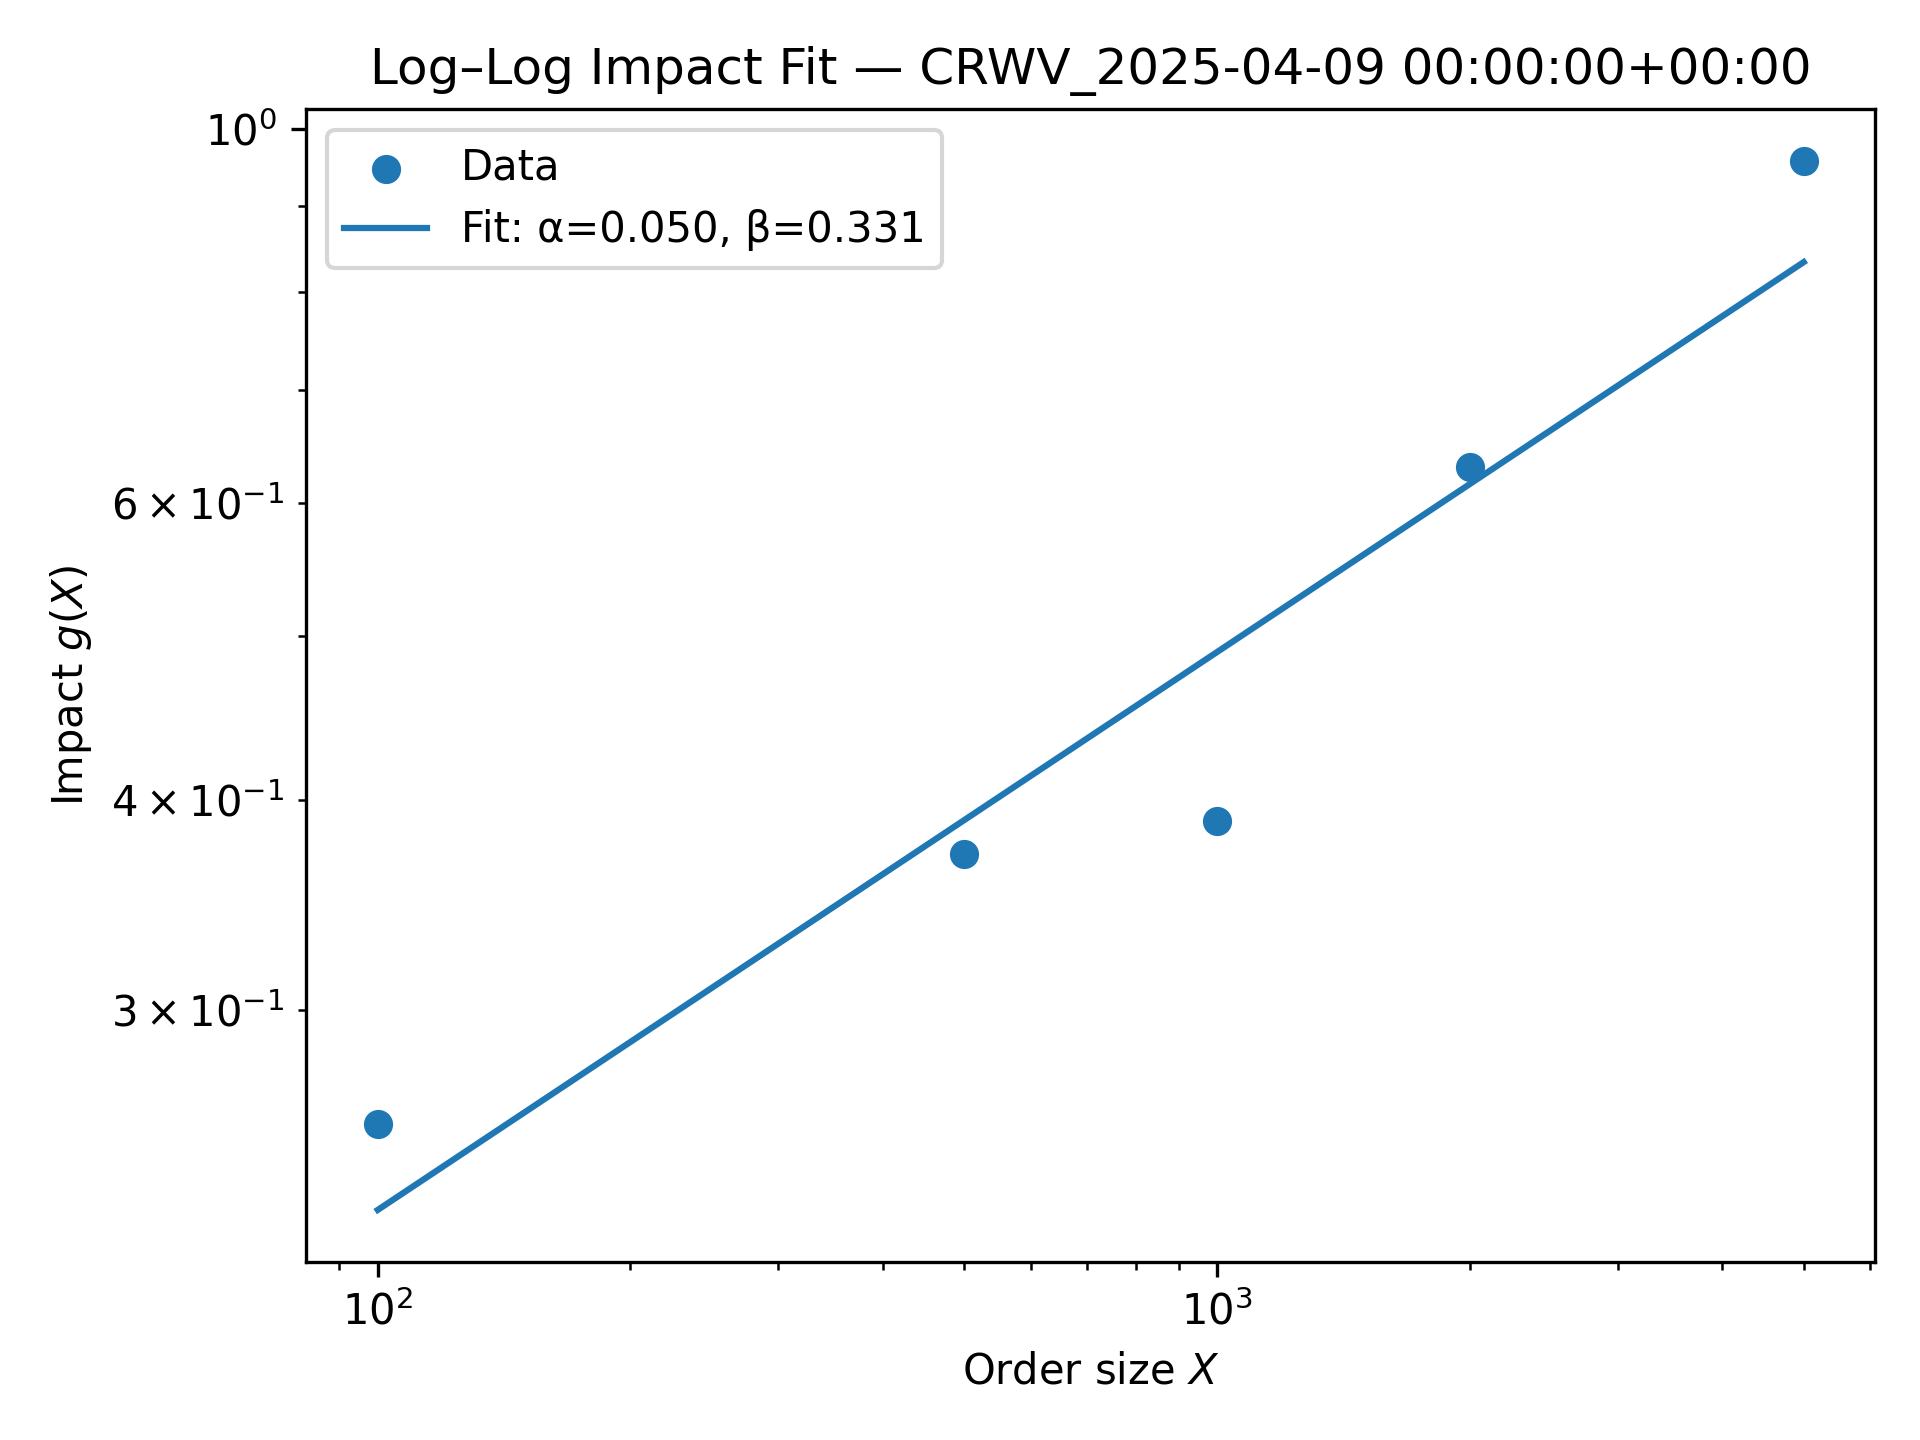 Log–Log Impact Fit — CRWV_2025-04-09 00:00:00+00:00
Data
Fit: α=0.050, β=0.331
10⁰
6 × 10⁻¹
4 × 10⁻¹
3 × 10⁻¹
Impact g(X)
10² 10³
Order size X